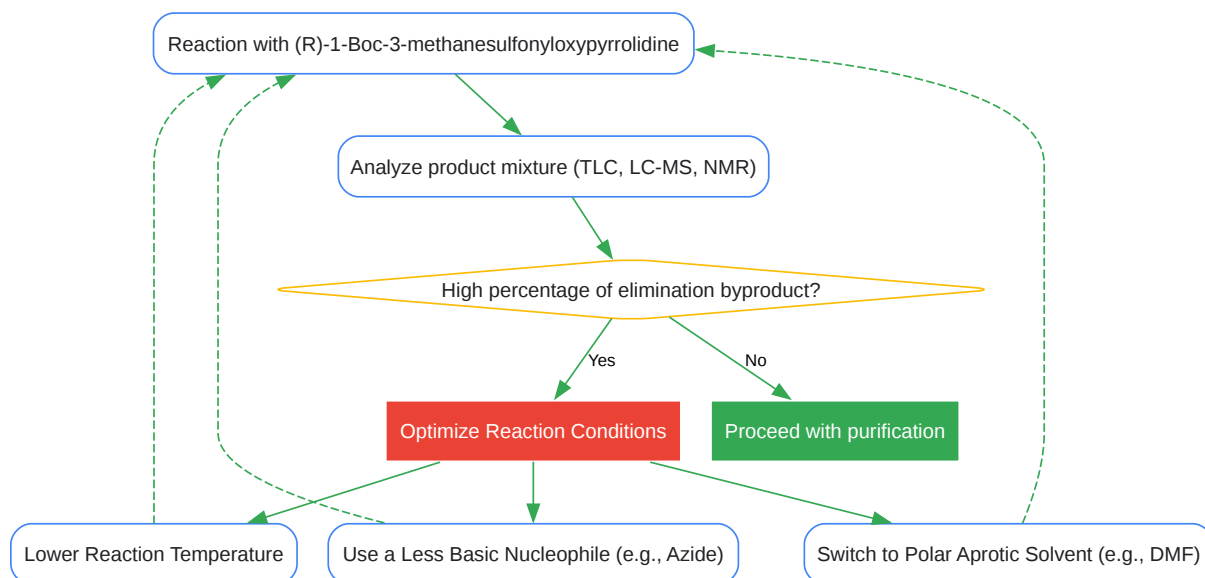 Reaction with (R)-1-Boc-3-methanesulfonyloxypyrrolidine
Analyze product mixture (TLC, LC-MS, NMR)
High percentage of elimination byproduct?
Yes
No
Optimize Reaction Conditions
Proceed with purification
Lower Reaction Temperature
Use a Less Basic Nucleophile (e.g., Azide)
Switch to Polar Aprotic Solvent (e.g., DMF)